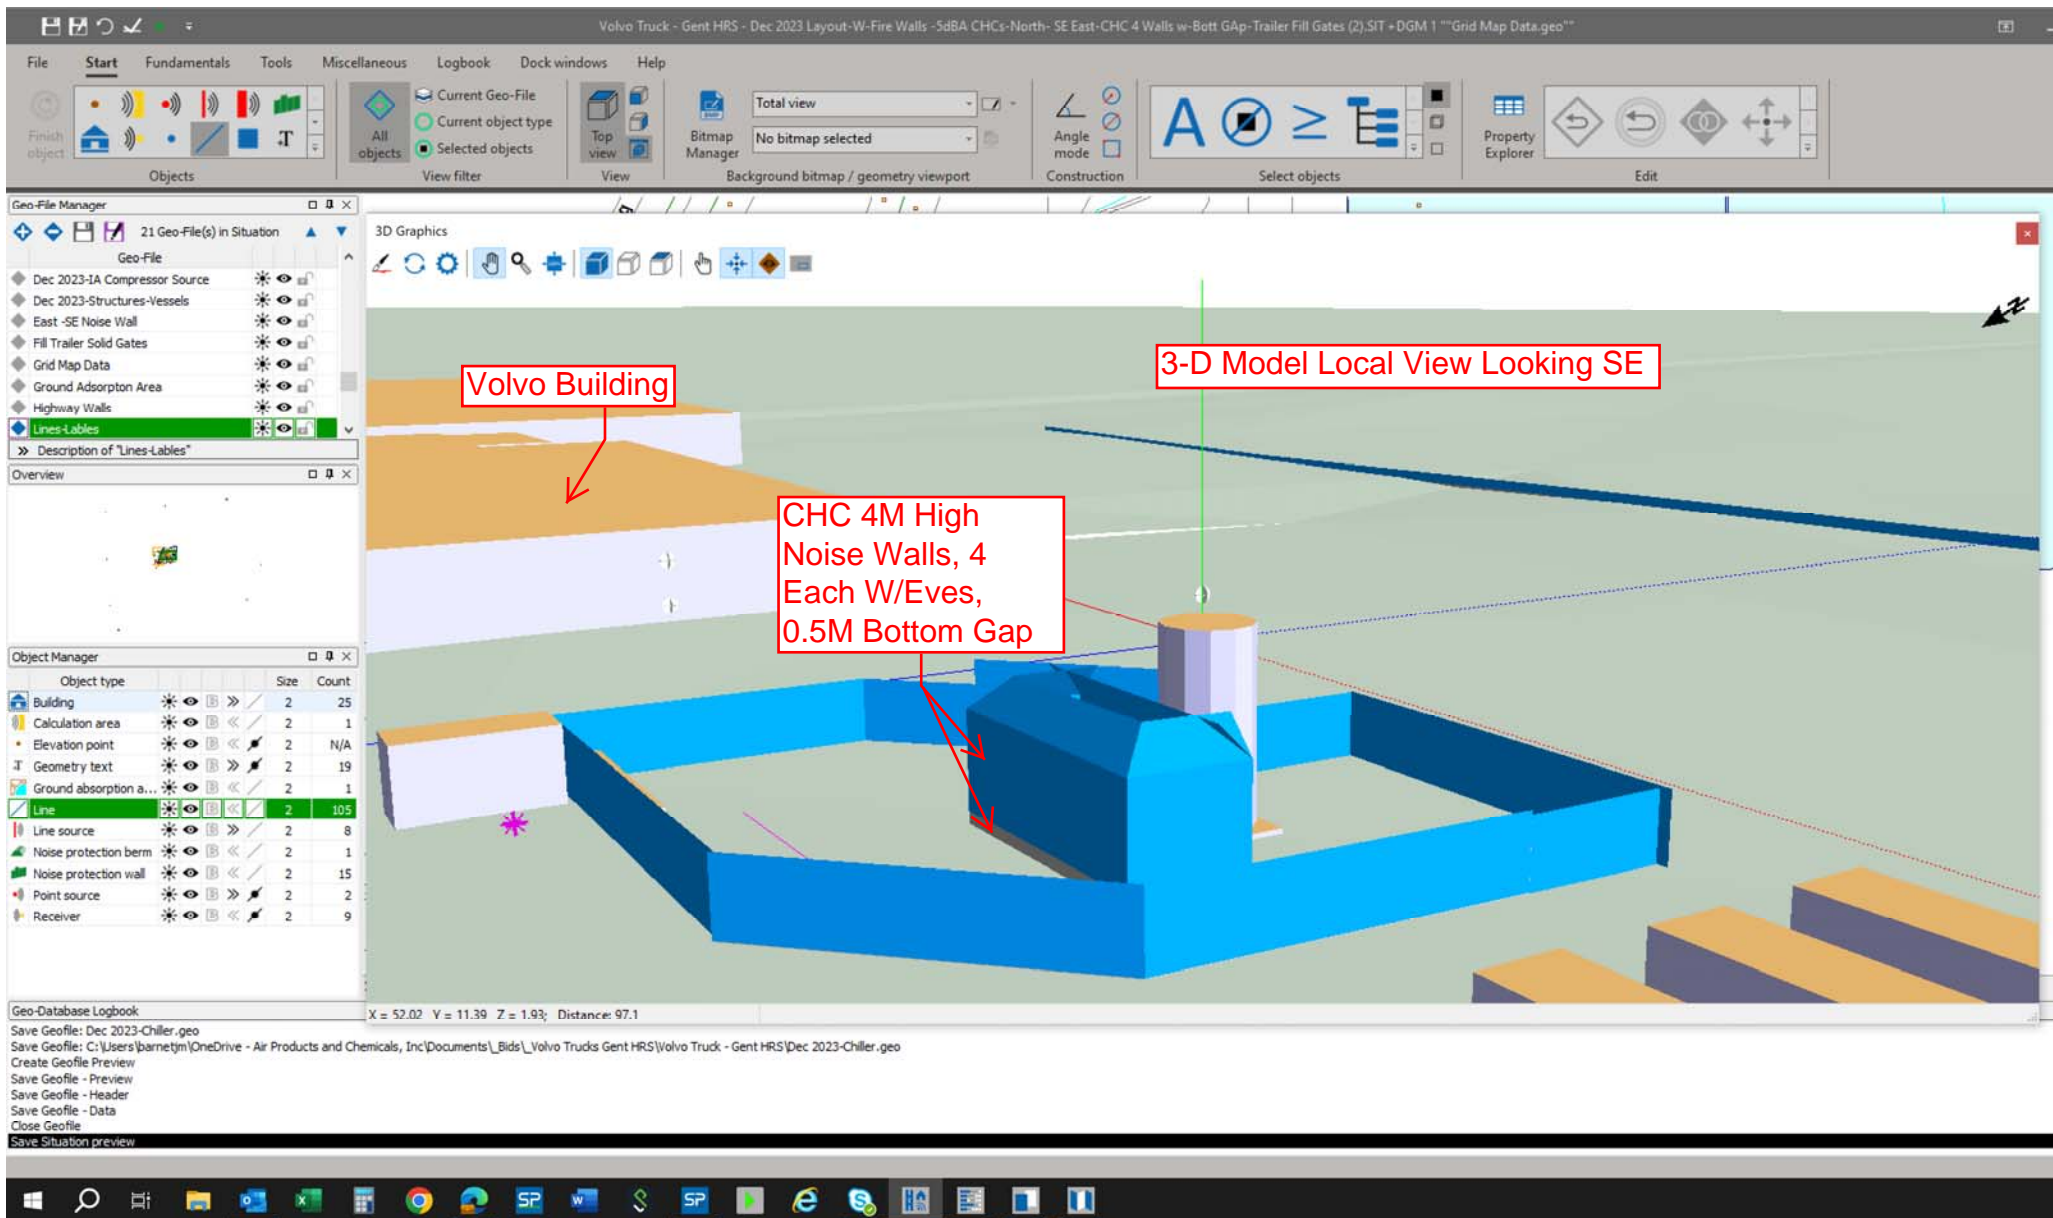 Volvo Truck - Gent HRS - Dec 2023 Layout-W-Fire Walls -5dBA CHCs-North- SE East-CHC 4 Walls w-Bott GAp-Trailer Fill Gates (2).SIT +DGM 1 ""Grid Map Data.geo""
File Start Fundamentals Tools Miscellaneous Logbook Dock windows Help
Finish object
Objects
All objects
Current Geo-File
Current object type
Selected objects
View filter
Top view
View
Bitmap Manager
Total view
No bitmap selected
Background bitmap / geometry viewport
Angle mode
Construction
Select objects
Property Explorer
Edit
Geo-File Manager
21 Geo-File(s) in Situation
Geo-File
Dec 2023-IA Compressor Source
Dec 2023-Structures-Vessels
East -SE Noise Wall
Fill Trailer Solid Gates
Grid Map Data
Ground Adsorpton Area
Highway Walls
Lines-Lables
Description of "Lines-Lables"
Overview
Object Manager
Object type Size Count
Building 2 25
Calculation area 2 1
Elevation point 2 N/A
Geometry text 2 19
Ground absorption a... 2 1
Line 2 105
Line source 2 8
Noise protection berm 2 1
Noise protection wall 2 15
Point source 2 2
Receiver 2 9
3D Graphics
N
3-D Model Local View Looking SE
Volvo Building
CHC 4M High
Noise Walls, 4
Each W/Eves,
0.5M Bottom Gap
X = 52.02 Y = 11.39 Z = 1.93; Distance: 97.1
Geo-Database Logbook
Save Geofile: Dec 2023-Chiller.geo
Save Geofile: C:\Users\barnetjm\OneDrive - Air Products and Chemicals, Inc\Documents\_Bids\_Volvo Trucks Gent HRS\Volvo Truck - Gent HRS\Dec 2023-Chiller.geo
Create Geofile Preview
Save Geofile - Preview
Save Geofile - Header
Save Geofile - Data
Close Geofile
Save Situation preview